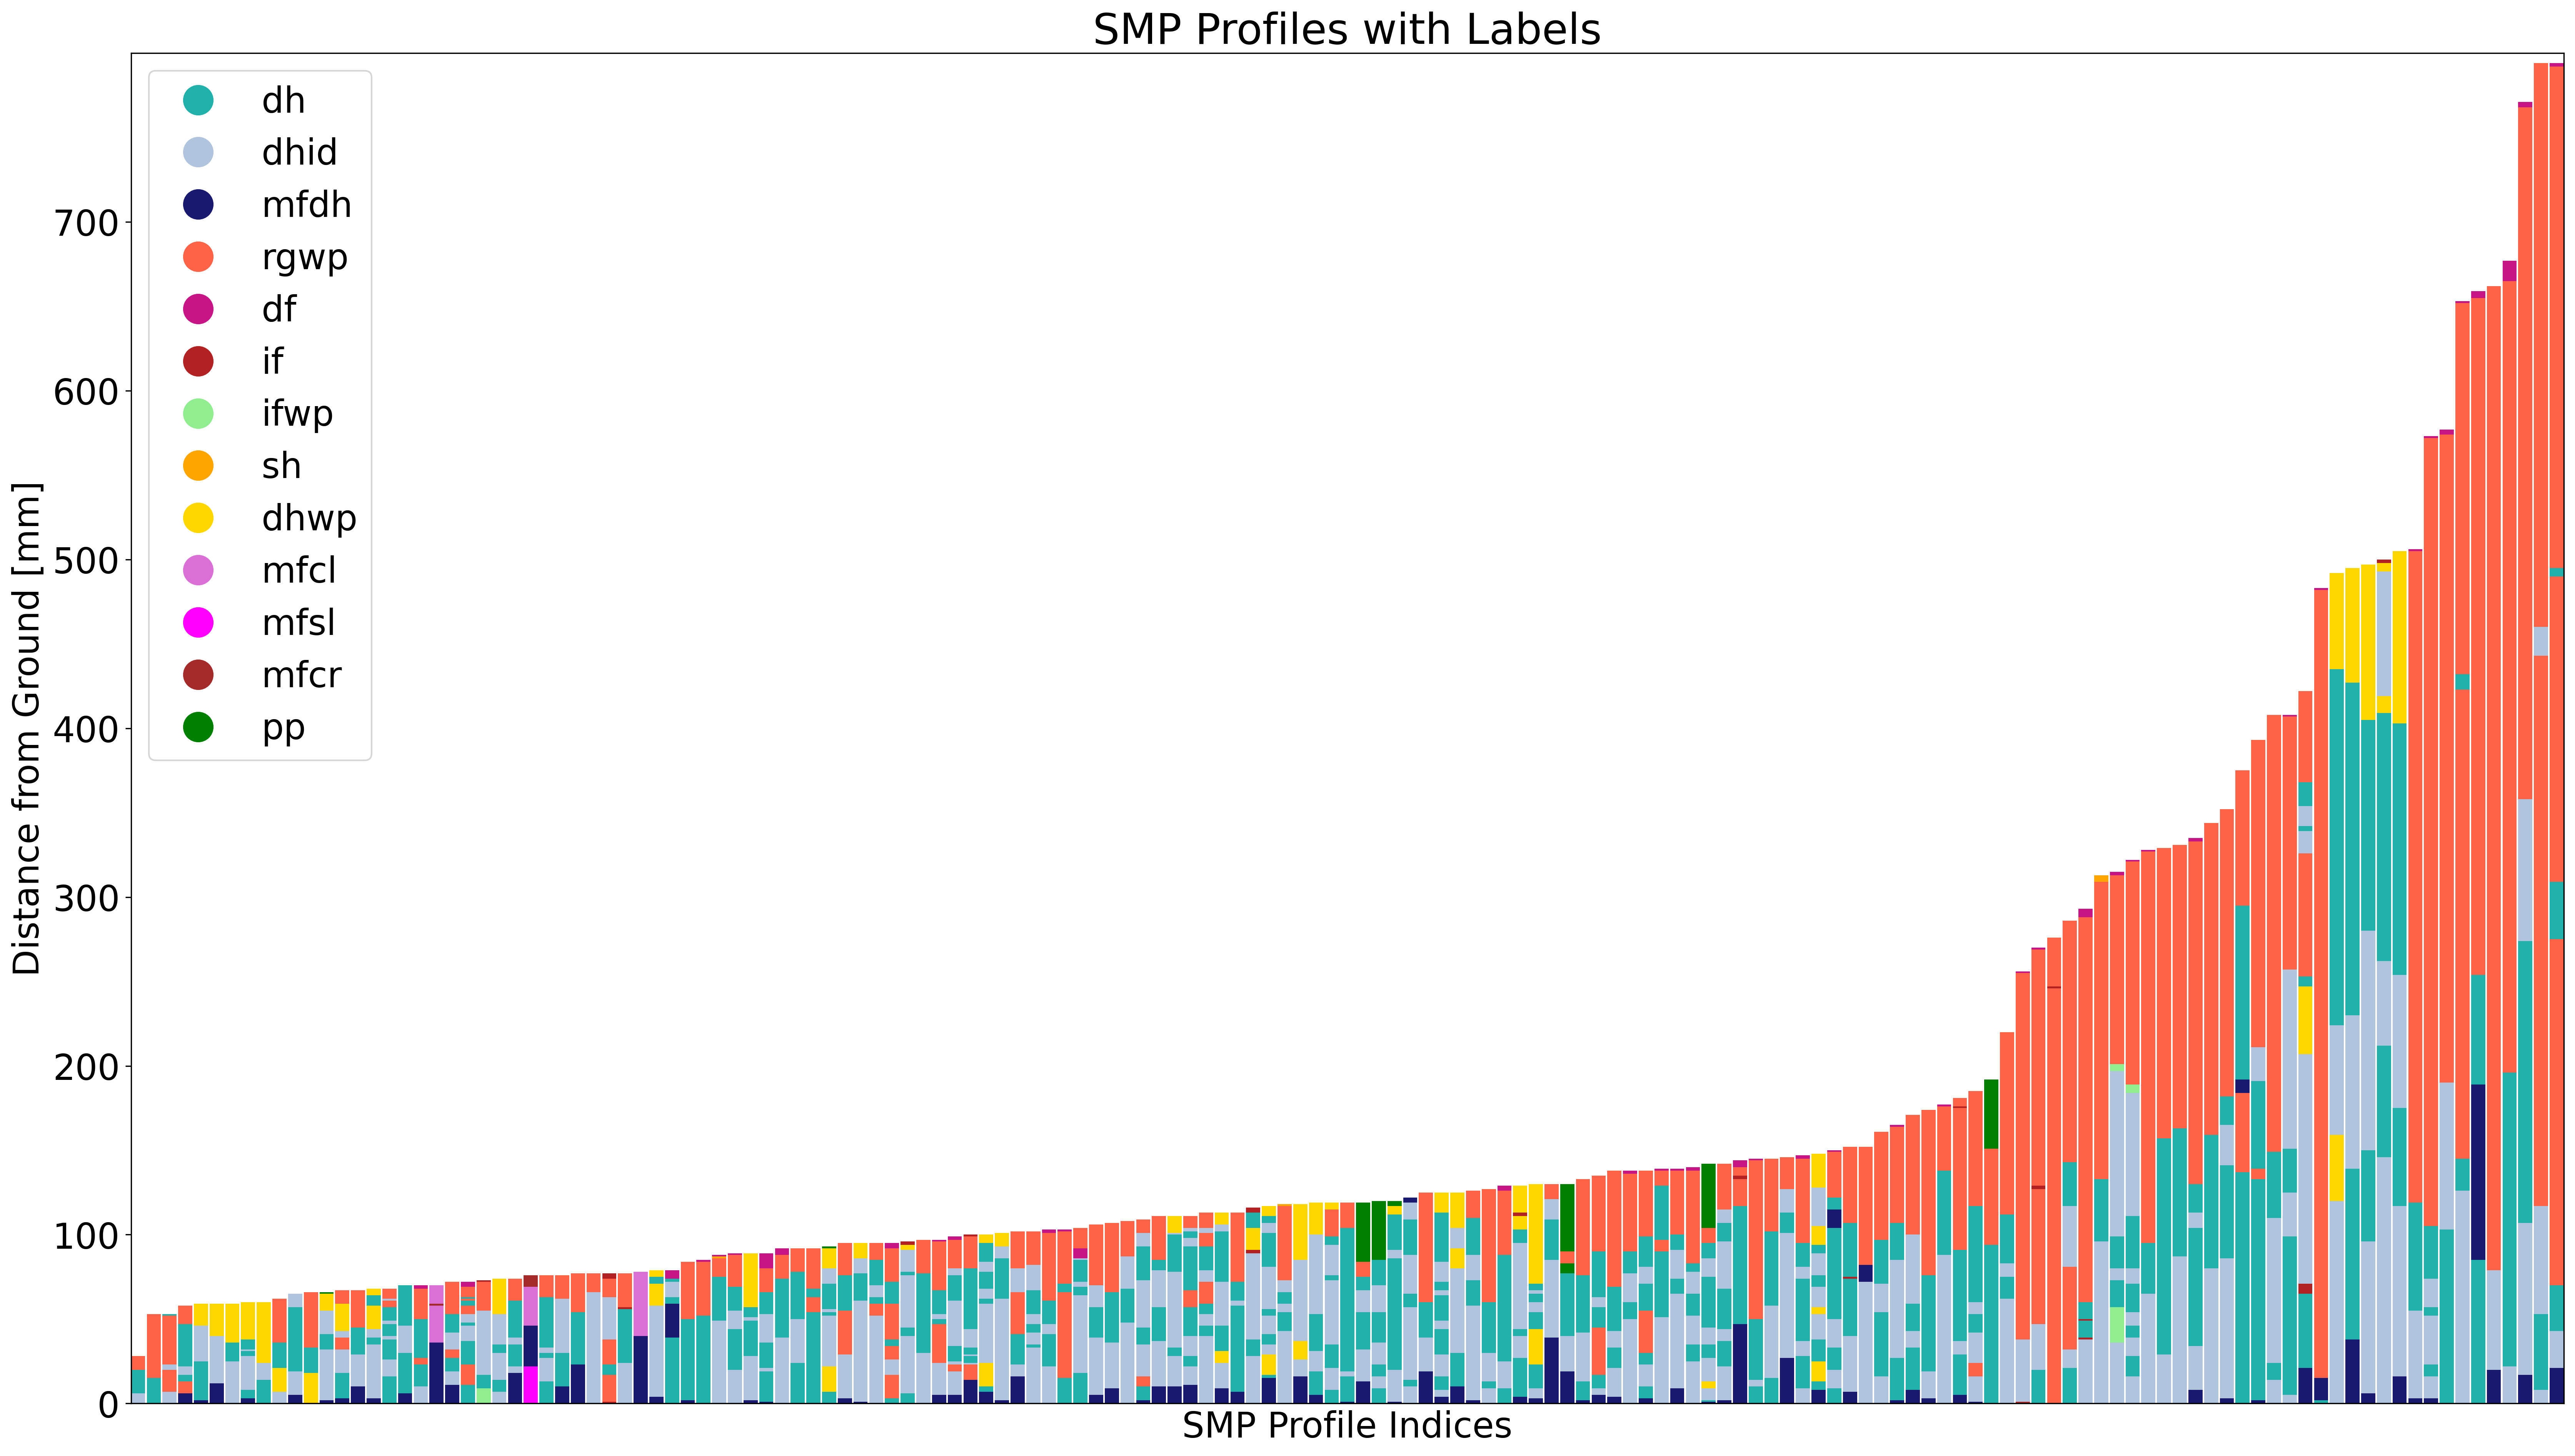 SMP Profiles with Labels
dh
dhid
mfdh
rgwp
df
if
ifwp
sh
dhwp
mfcl
mfsl
mfcr
pp
Distance from Ground [mm]
700
600
500
400
300
200
100
0
SMP Profile Indices